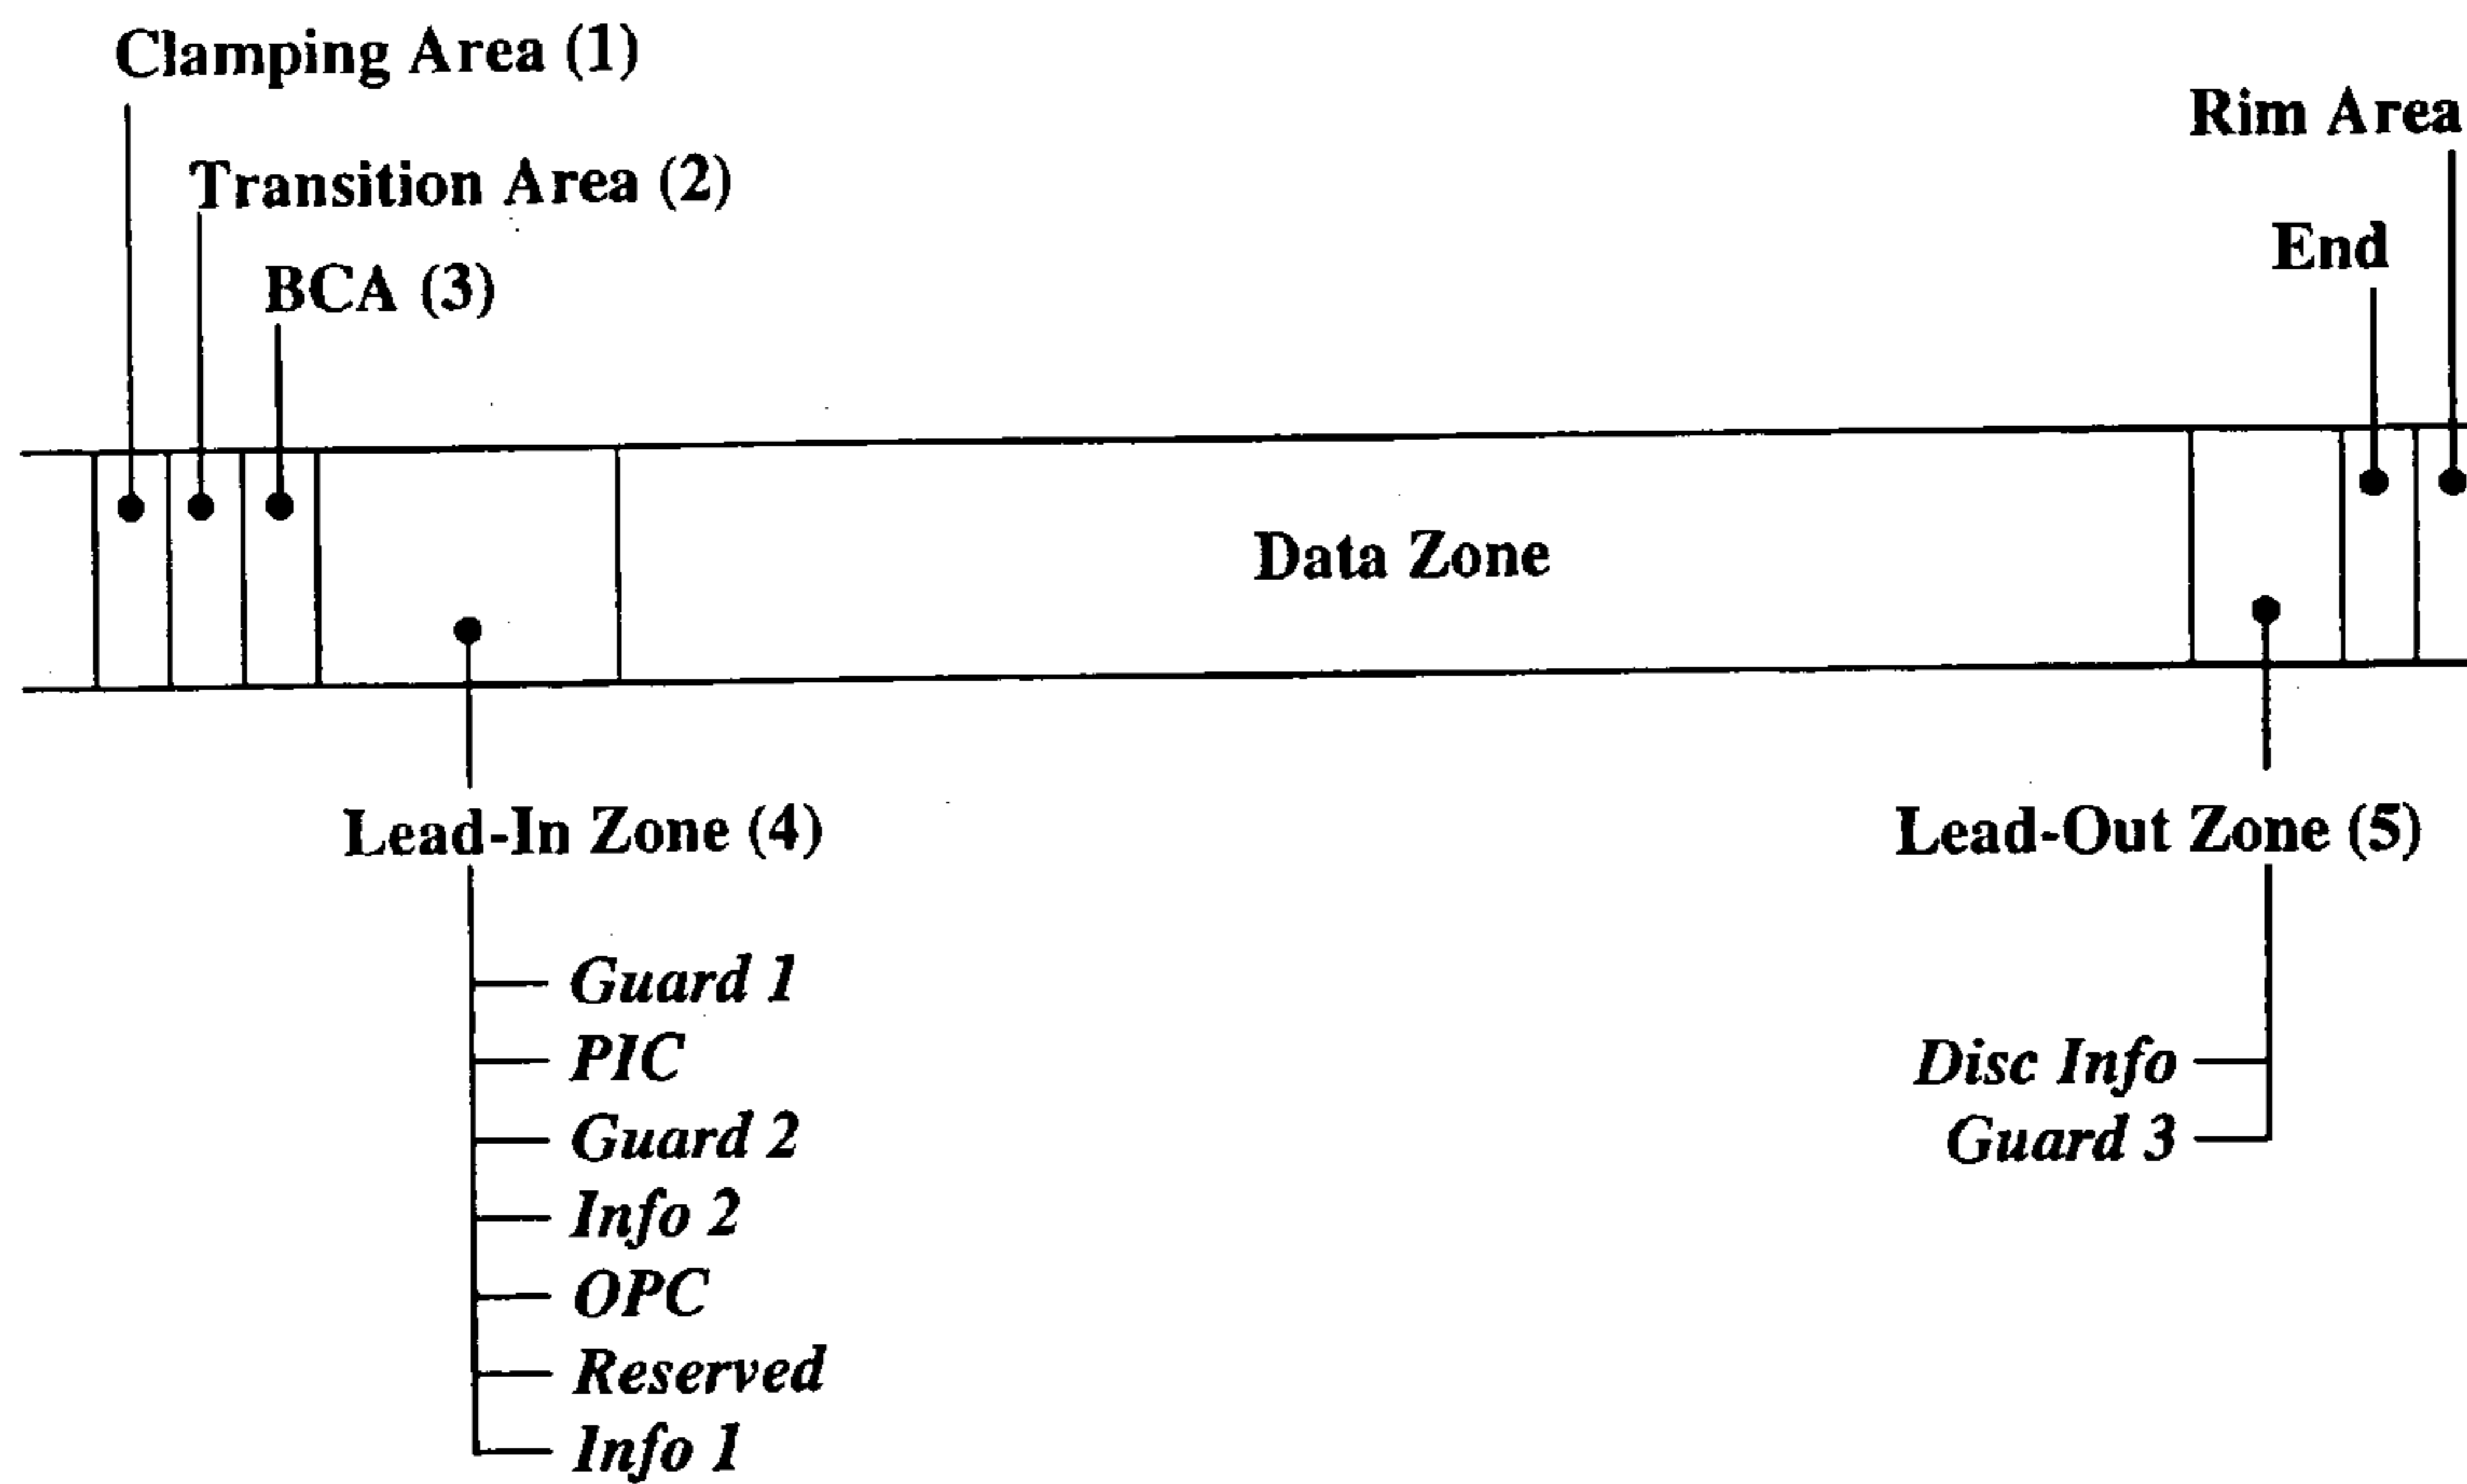 Clamping Area (1)
Rim Area
Transition Area (2)
End
BCA (3)
Data Zone
Lead-In Zone (4)
Lead-Out Zone (5)
Guard 1
PIC
Guard 2
Info 2
OPC
Reserved
Info 1
Disc Info
Guard 3